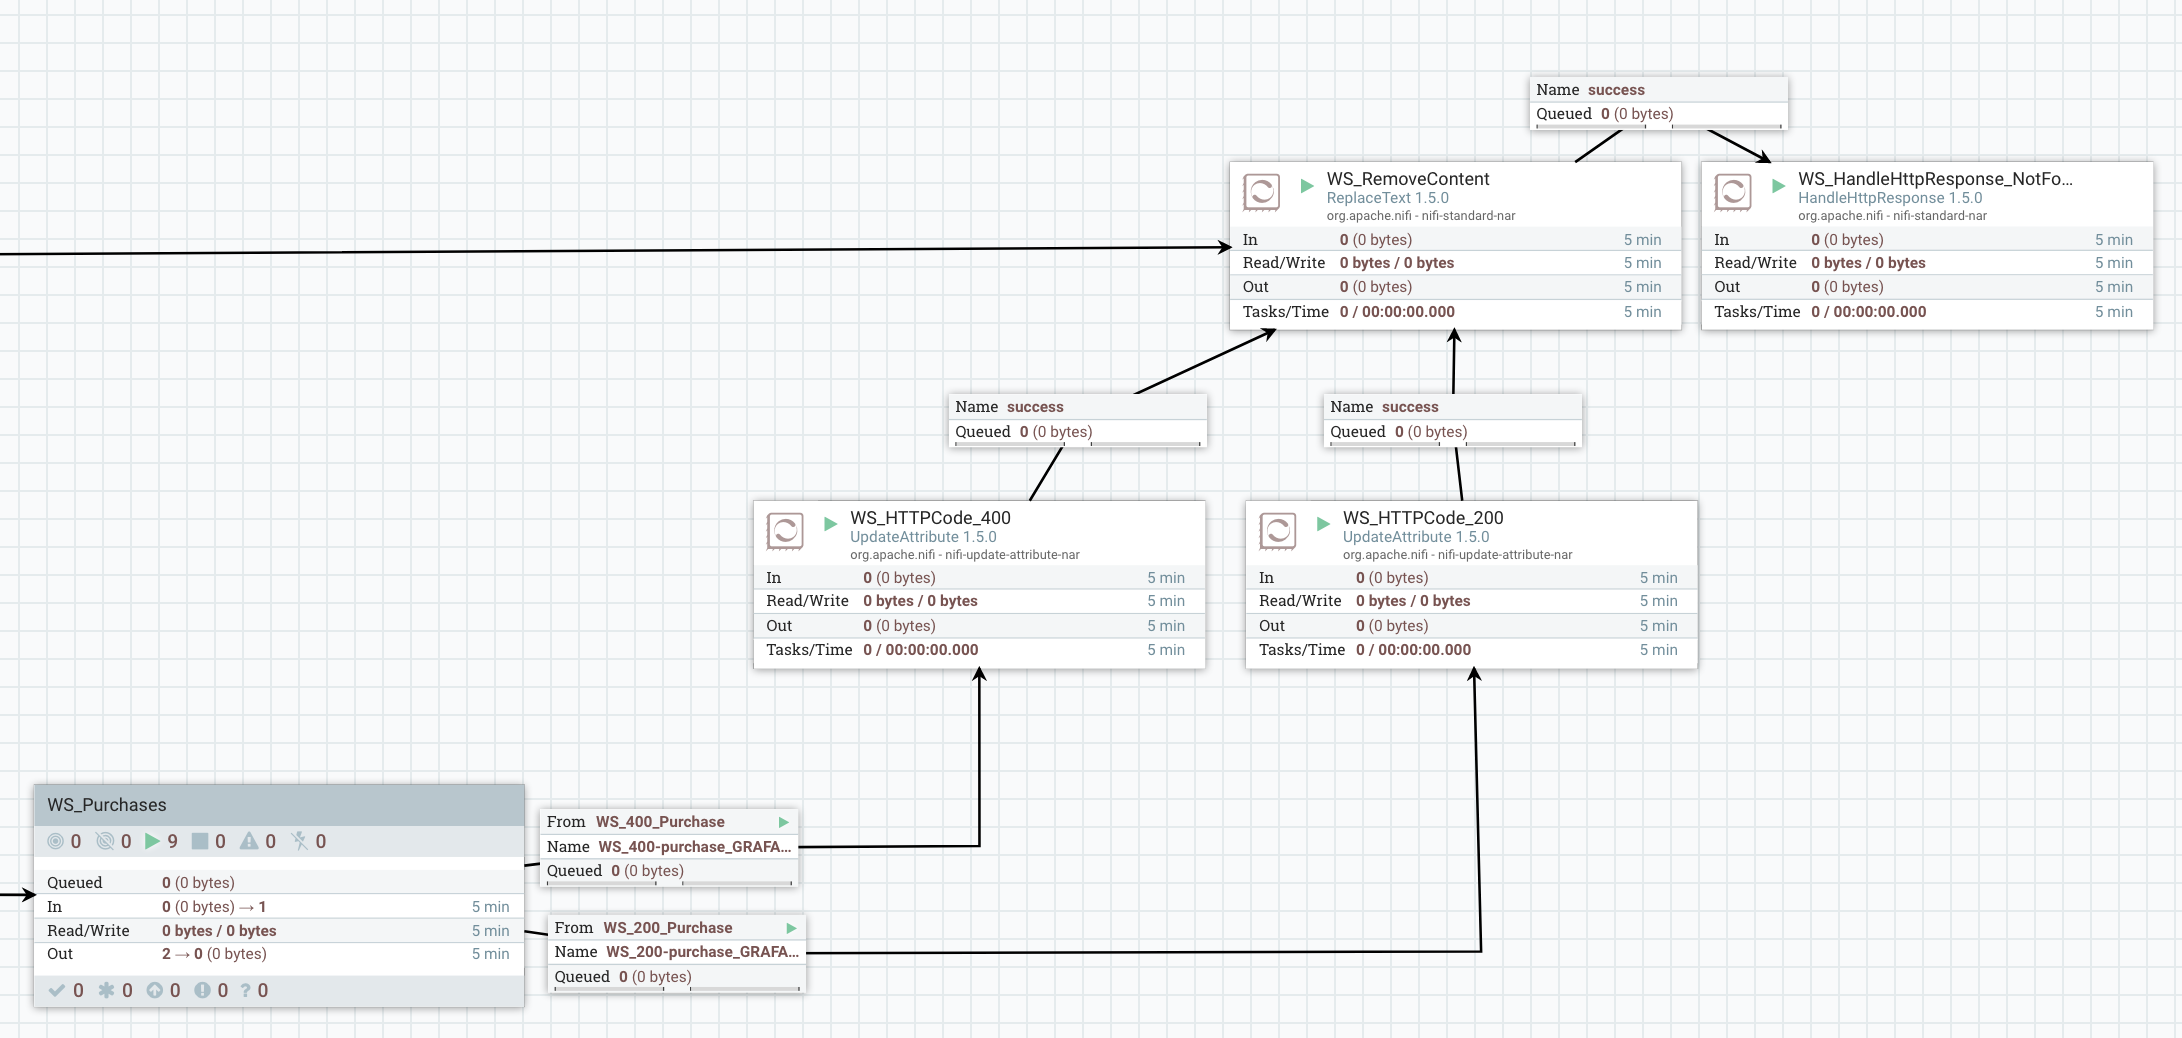 Name success
Queued 0 (0 bytes)
WS_RemoveContent
ReplaceText 1.5.0
org.apache.nifi - nifi-standard-nar
In 0 (0 bytes) 5 min
Read/Write 0 bytes / 0 bytes 5 min
Out 0 (0 bytes) 5 min
Tasks/Time 0 / 00:00:00.000 5 min
WS_HandleHttpResponse_NotFo...
HandleHttpResponse 1.5.0
org.apache.nifi - nifi-standard-nar
In 0 (0 bytes) 5 min
Read/Write 0 bytes / 0 bytes 5 min
Out 0 (0 bytes) 5 min
Tasks/Time 0 / 00:00:00.000 5 min
Name success
Queued 0 (0 bytes)
Name success
Queued 0 (0 bytes)
WS_HTTPCode_400
UpdateAttribute 1.5.0
org.apache.nifi - nifi-update-attribute-nar
In 0 (0 bytes) 5 min
Read/Write 0 bytes / 0 bytes 5 min
Out 0 (0 bytes) 5 min
Tasks/Time 0 / 00:00:00.000 5 min
WS_HTTPCode_200
UpdateAttribute 1.5.0
org.apache.nifi - nifi-update-attribute-nar
In 0 (0 bytes) 5 min
Read/Write 0 bytes / 0 bytes 5 min
Out 0 (0 bytes) 5 min
Tasks/Time 0 / 00:00:00.000 5 min
WS_Purchases
0 0 9 0 0 0
Queued 0 (0 bytes)
In 0 (0 bytes) → 1 5 min
Read/Write 0 bytes / 0 bytes 5 min
Out 2 → 0 (0 bytes) 5 min
0 0 0 0 ? 0
From WS_400_Purchase
Name WS_400-purchase_GRAFA...
Queued 0 (0 bytes)
From WS_200_Purchase
Name WS_200-purchase_GRAFA...
Queued 0 (0 bytes)